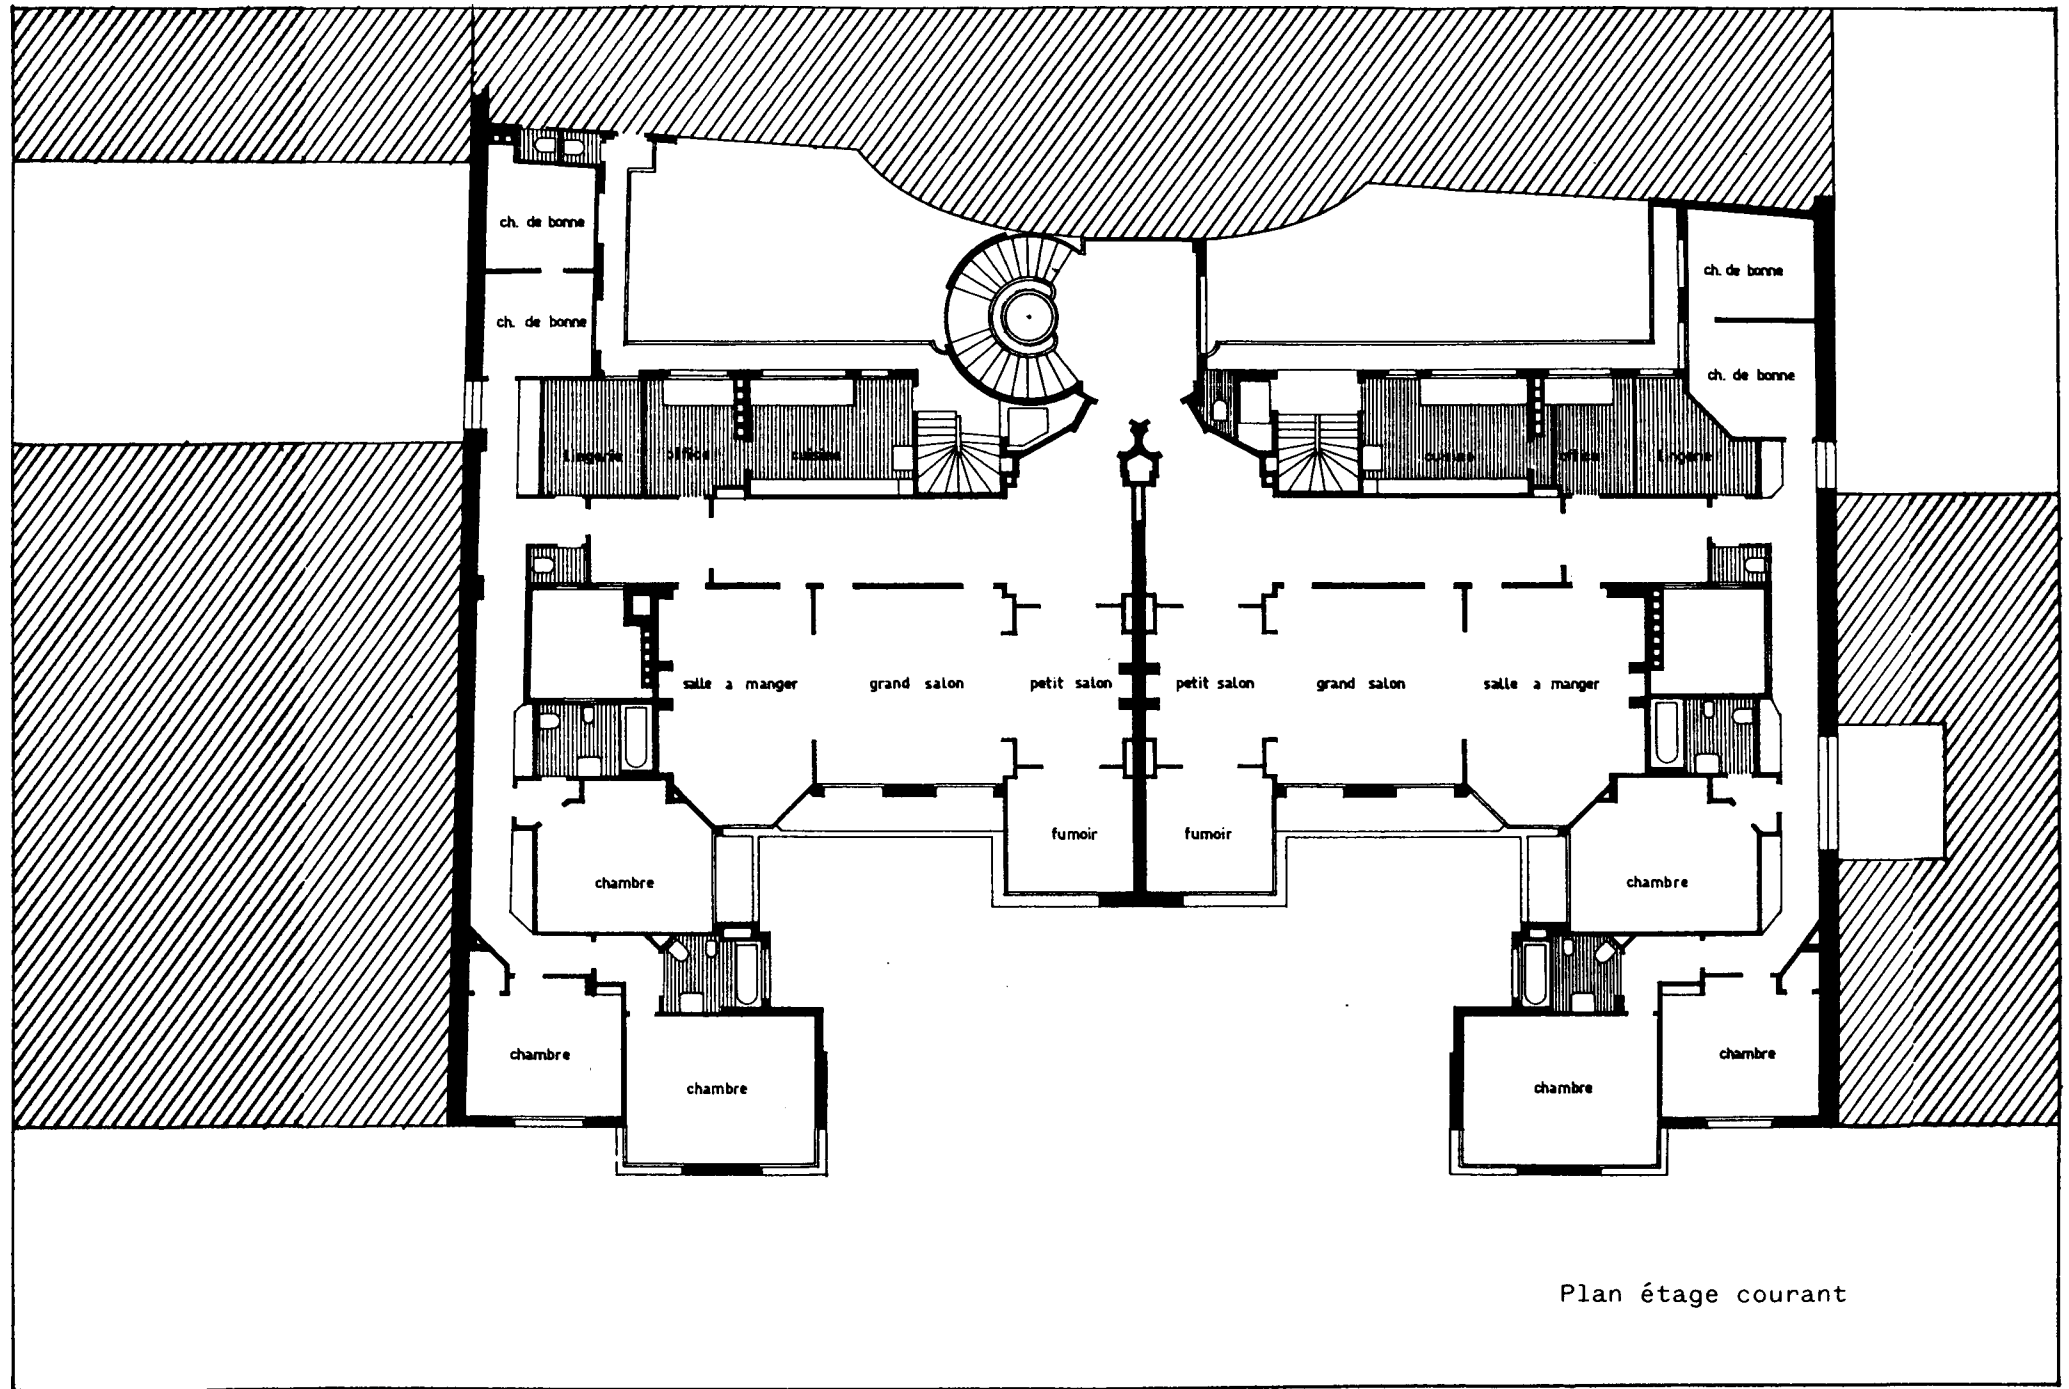 ch. de bonne
ch. de bonne
ch. de bonne
ch. de bonne
lingerie office cuisine
cuisine office lingerie
salle a manger grand salon petit salon petit salon grand salon salle a manger
fumoir fumoir
chambre chambre
chambre chambre
chambre chambre
Plan étage courant